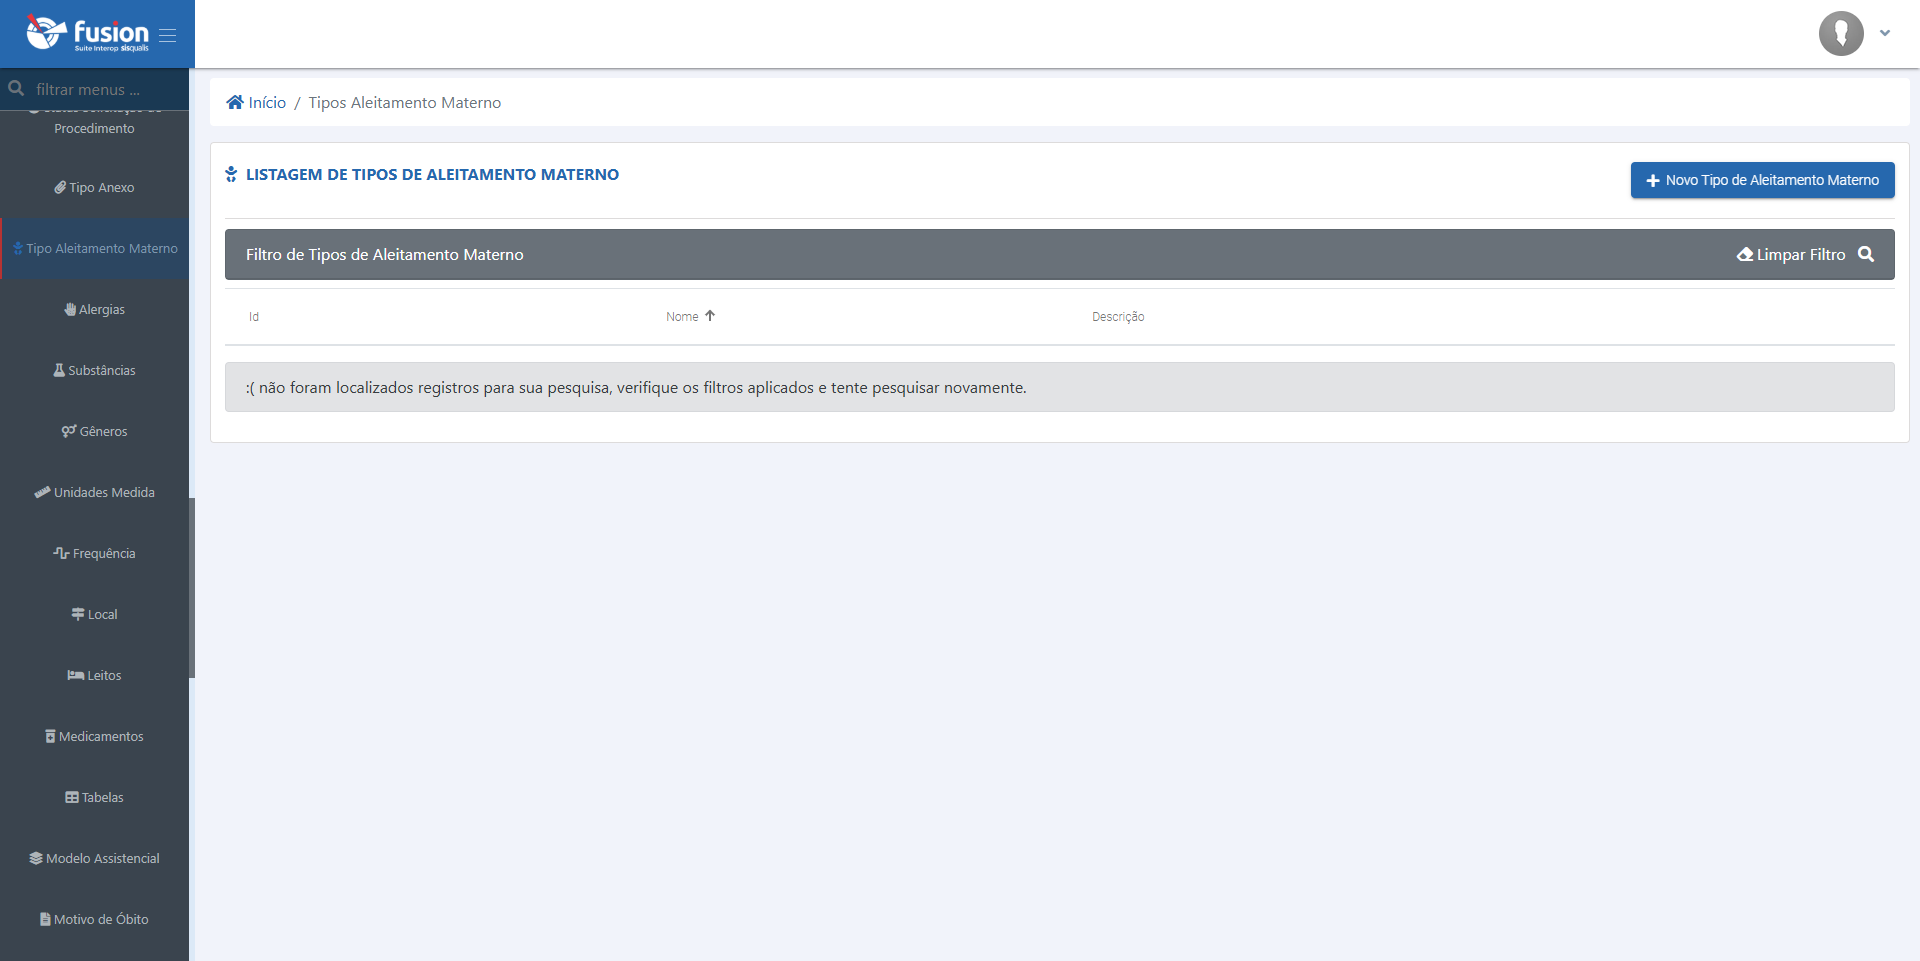 fusion
Suite Interop sisqualis
filtrar menus ...
Procedimento
Tipo Anexo
Tipo Aleitamento Materno
Alergias
Substâncias
Gêneros
Unidades Medida
Frequência
Local
Leitos
Medicamentos
Tabelas
Modelo Assistencial
Motivo de Óbito
Início / Tipos Aleitamento Materno
LISTAGEM DE TIPOS DE ALEITAMENTO MATERNO
Novo Tipo de Aleitamento Materno
Filtro de Tipos de Aleitamento Materno
Limpar Filtro
Id Nome Descrição
:( não foram localizados registros para sua pesquisa, verifique os filtros aplicados e tente pesquisar novamente.